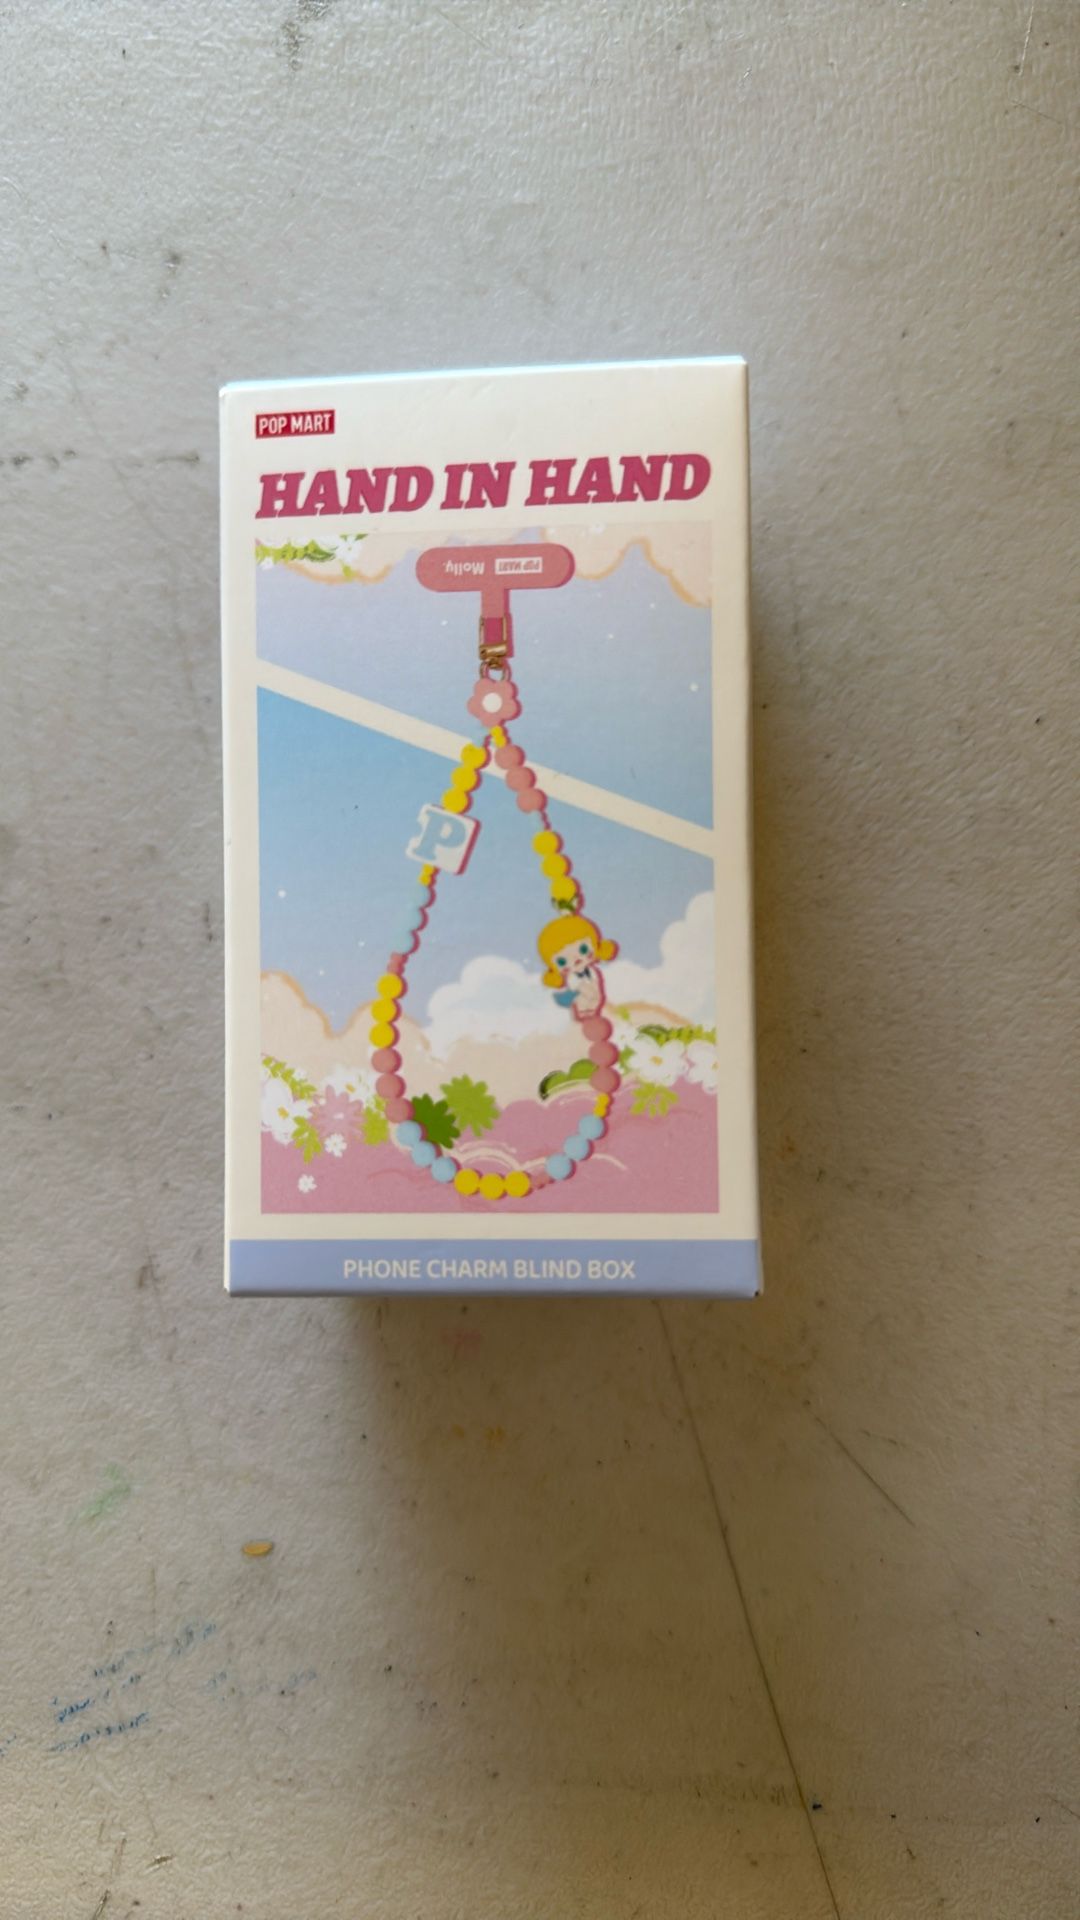 POP MART
HAND IN HAND
Molly. POP MART
P
PHONE CHARM BLIND BOX